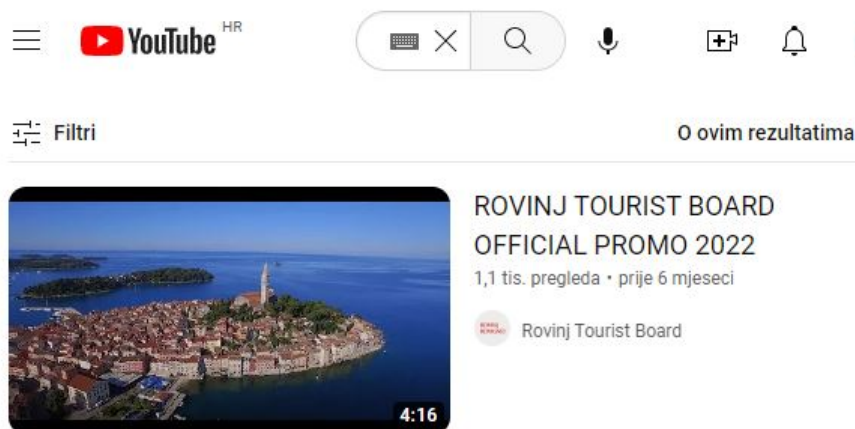 YouTube HR
Filtri
O ovim rezultatima
ROVINJ TOURIST BOARD
OFFICIAL PROMO 2022
1,1 tis. pregleda • prije 6 mjeseci
Rovinj Tourist Board
4:16